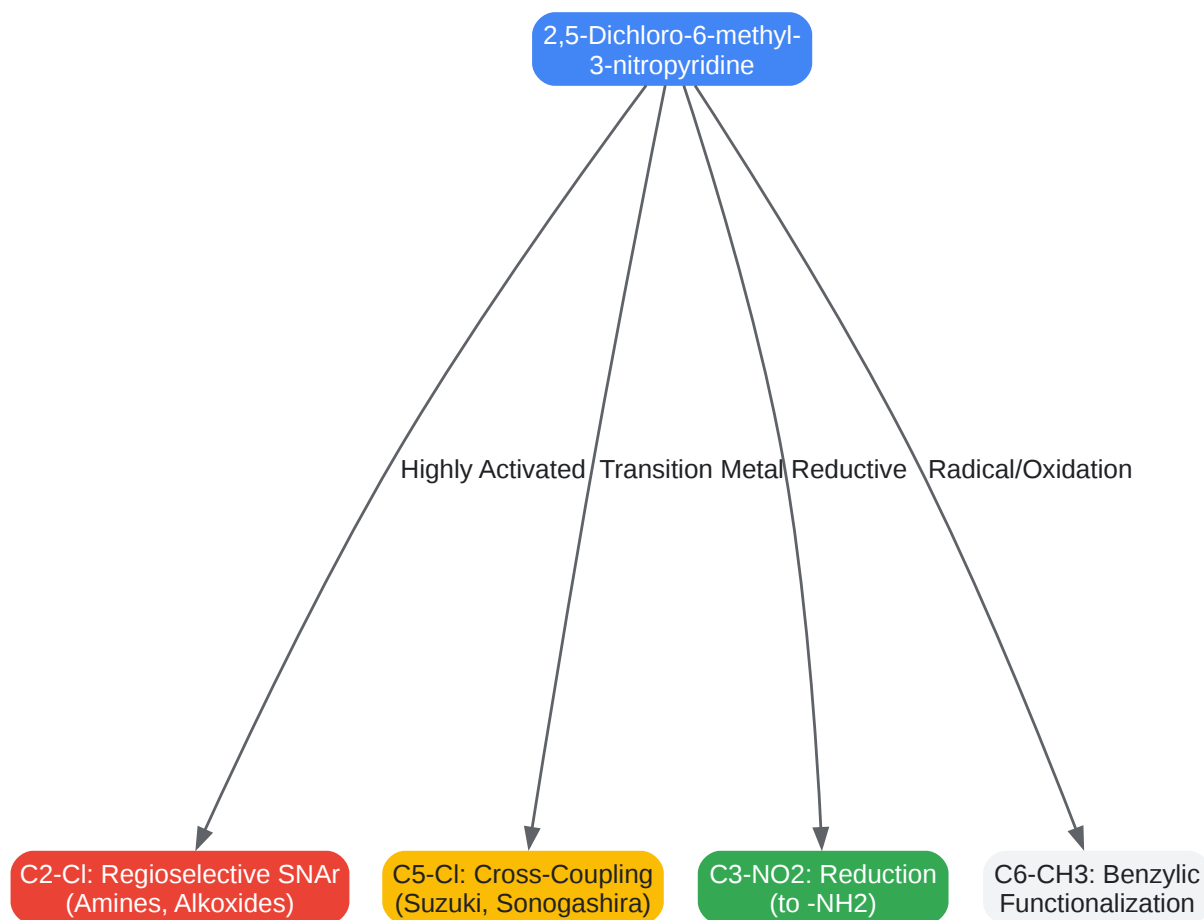 2,5-Dichloro-6-methyl-
3-nitropyridine
Highly Activated
Transition Metal
Reductive
Radical/Oxidation
C2-Cl: Regioselective SNAr
(Amines, Alkoxides)
C5-Cl: Cross-Coupling
(Suzuki, Sonogashira)
C3-NO2: Reduction
(to -NH2)
C6-CH3: Benzylic
Functionalization